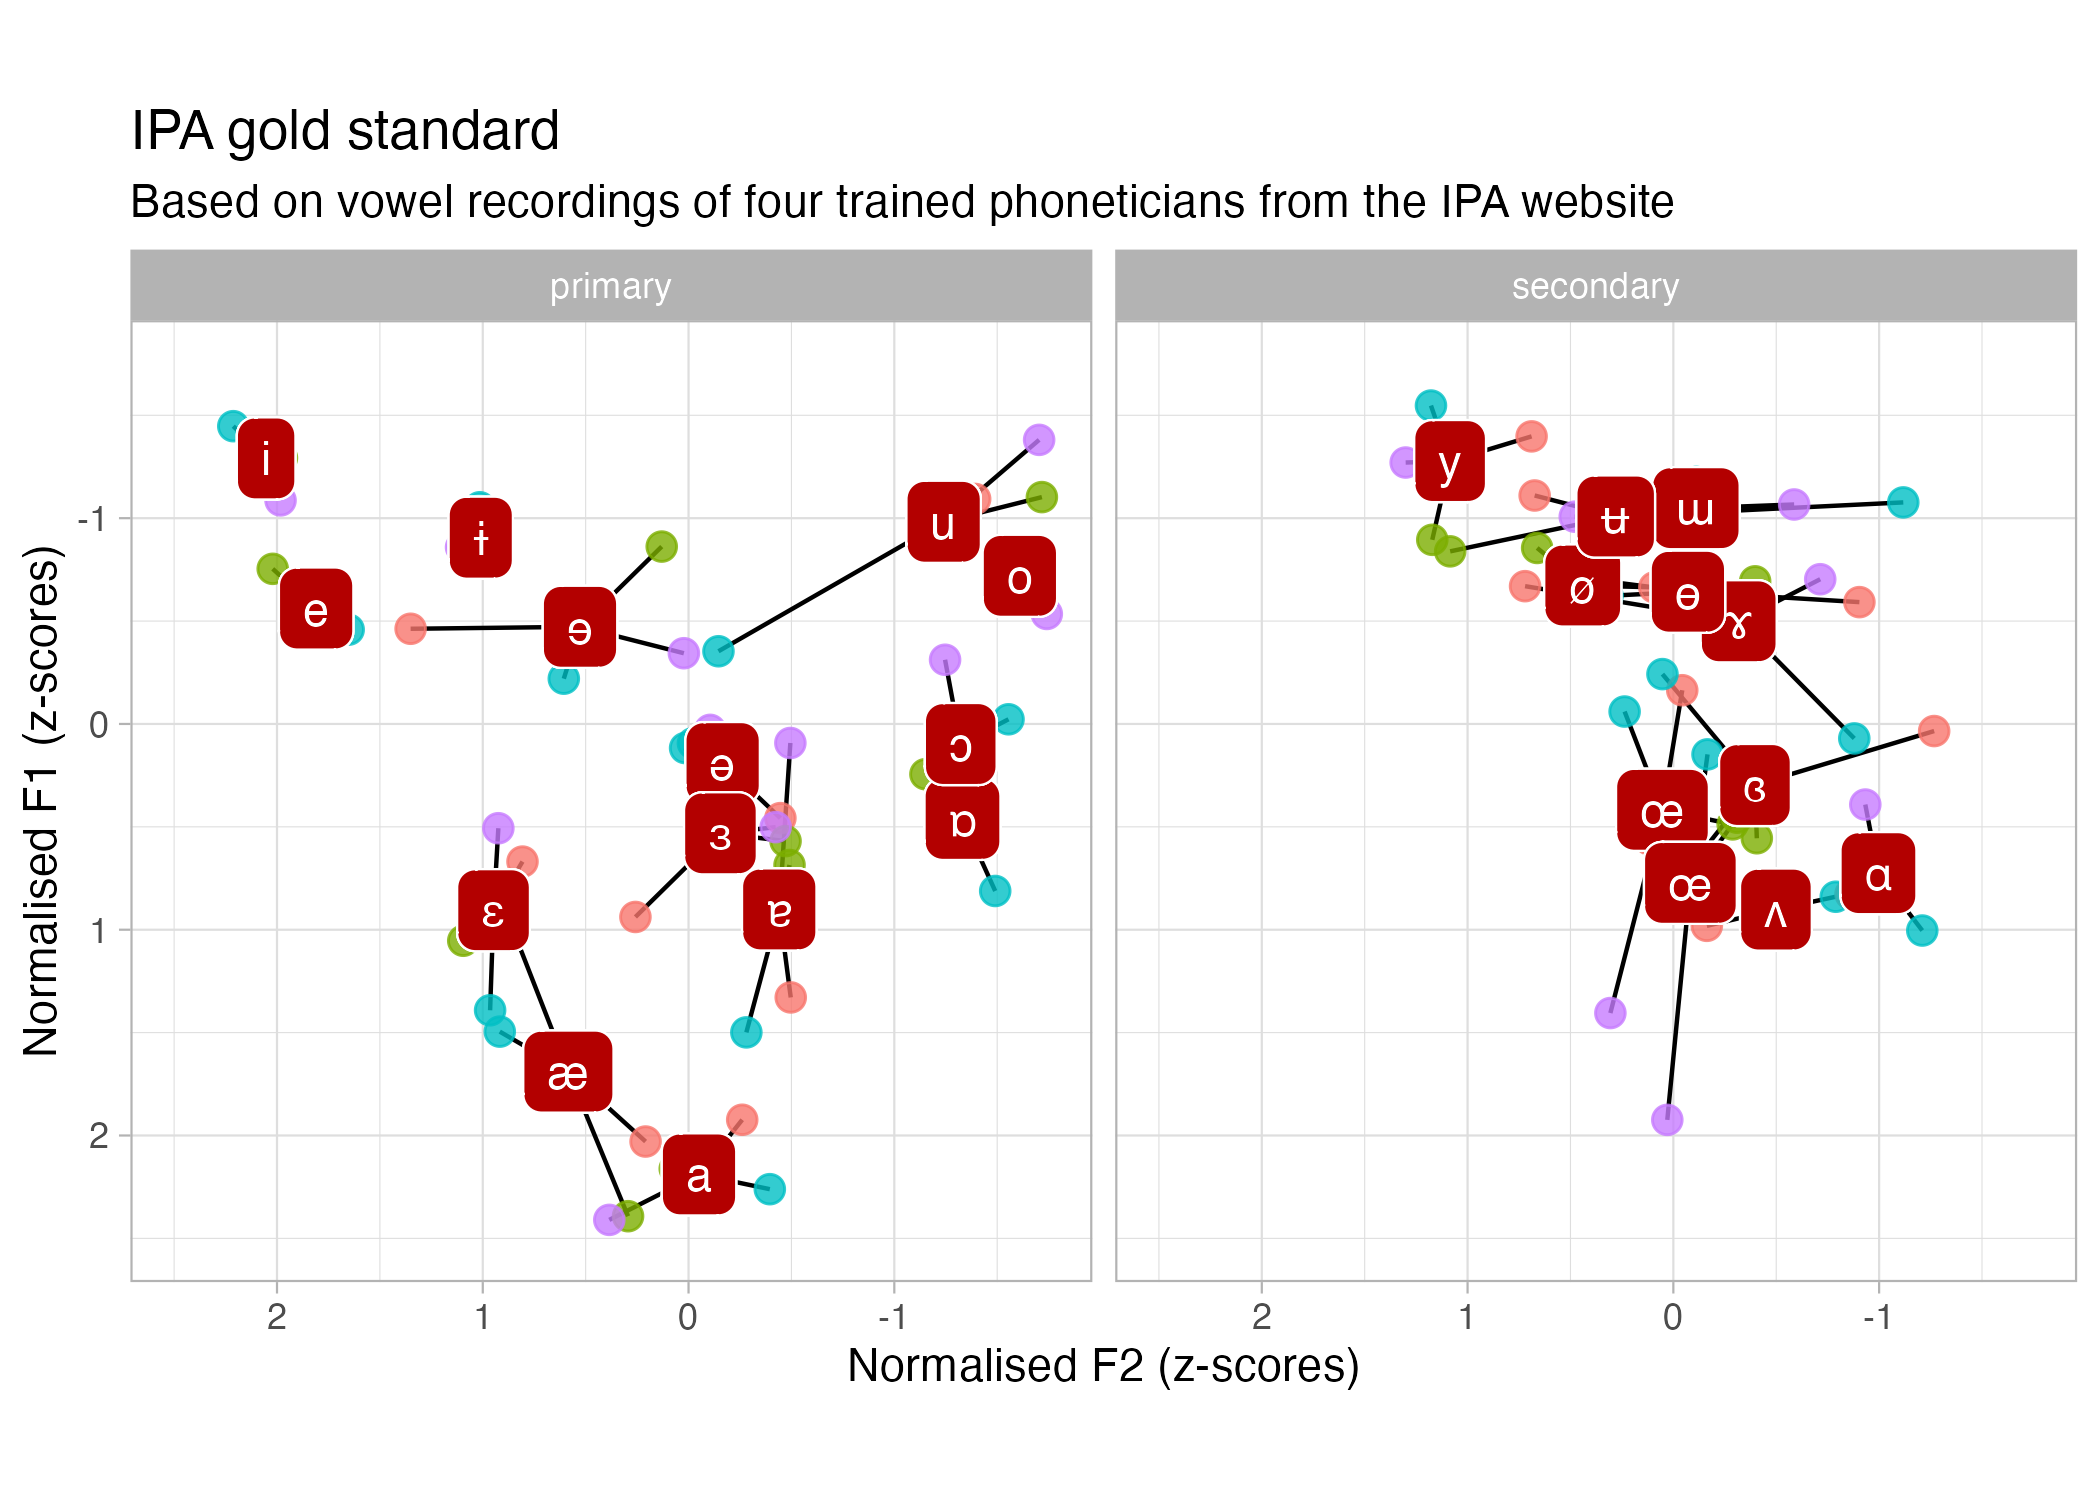 IPA gold standard
Based on vowel recordings of four trained phoneticians from the IPA website
primary
secondary
i
ɨ
u
o
e
ɘ
ɔ
ə
ɒ
ɜ
ɛ
ɐ
æ
a
y
ʉ
ɯ
ø
ɵ
ɤ
ɞ
œ
œ
ɑ
ʌ
-1
0
1
2
2
1
0
-1
2
1
0
-1
Normalised F1 (z-scores)
Normalised F2 (z-scores)